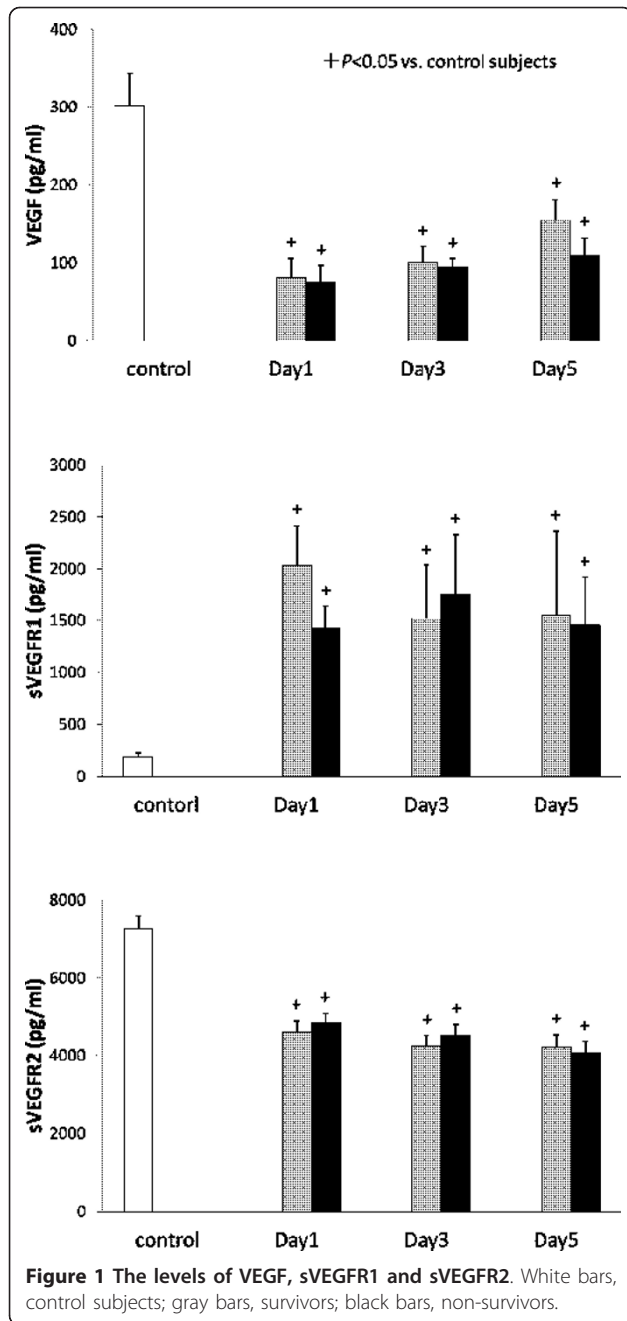 400
+P<0.05 vs. control subjects
300
200
100
0
VEGF (pg/ml)
+ + + + + +
control Day1 Day3 Day5
3000
2500
2000
1500
1000
500
0
sVEGFR1 (pg/ml)
+ + + + + +
contorl Day1 Day3 Day5
8000
6000
4000
2000
0
sVEGFR2 (pg/ml)
+ + + + + +
control Day1 Day3 Day5
Figure 1 The levels of VEGF, sVEGFR1 and sVEGFR2. White bars,
control subjects; gray bars, survivors; black bars, non-survivors.